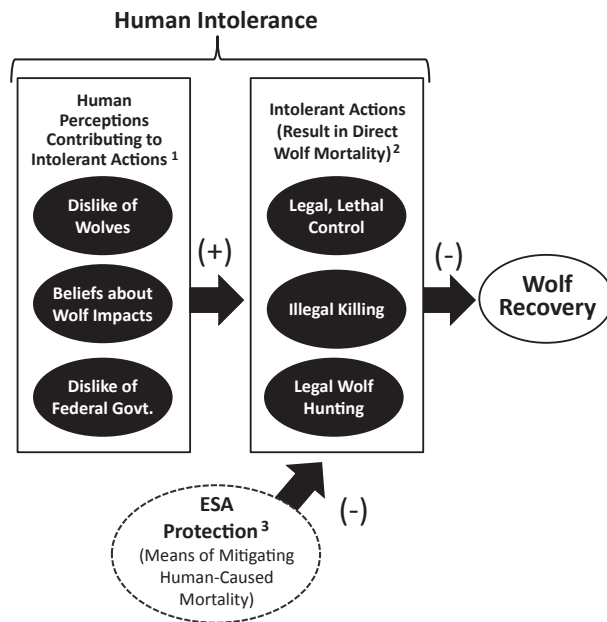 Human Intolerance
Human
Perceptions
Contributing to
Intolerant Actions 1
Dislike of
Wolves
Beliefs about
Wolf Impacts
Dislike of
Federal Govt.
(+)
Intolerant Actions
(Result in Direct
Wolf Mortality) 2
Legal, Lethal
Control
Illegal Killing
Legal Wolf
Hunting
(-)
Wolf
Recovery
ESA
Protection 3
(Means of Mitigating
Human-Caused
Mortality)
(-)